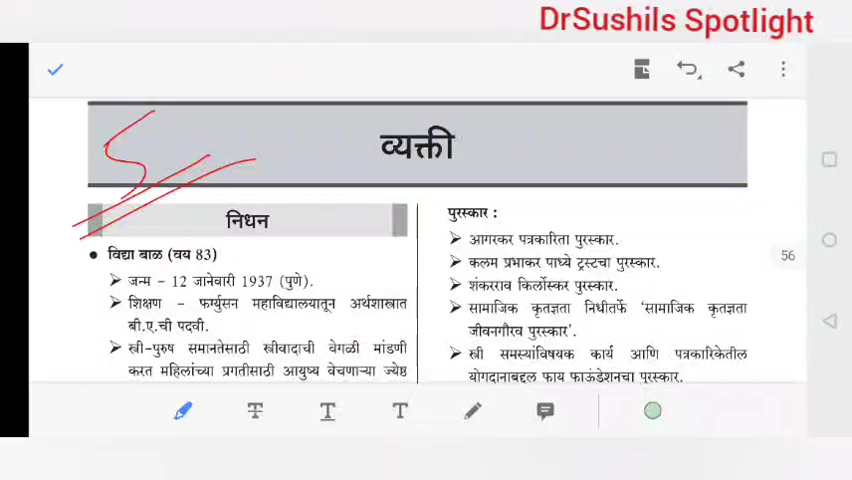 DrSushils Spotlight
व्यक्ती
निधन
● विद्या बाळ (वय 83)
➤ जन्म - 12 जानेवारी 1937 (पुणे).
➤ शिक्षण - फर्ग्युसन महाविद्यालयातून अर्थशास्त्रात
बी.ए.ची पदवी.
➤ स्त्री-पुरुष समानतेसाठी स्त्रीवादाची वेगळी मांडणी
करत महिलांच्या प्रगतीसाठी आयुष्य वेचणाऱ्या ज्येष्ठ
पुरस्कार :
➤ आगरकर पत्रकारिता पुरस्कार.
➤ कलम प्रभाकर पाध्ये ट्रस्टचा पुरस्कार.
➤ शंकरराव किर्लोस्कर पुरस्कार.
➤ सामाजिक कृतज्ञता निधीतर्फे ‘सामाजिक कृतज्ञता
जीवनगौरव पुरस्कार’.
➤ स्त्री समस्यांविषयक कार्य आणि पत्रकारिकेतील
योगदानाबद्दल फाय फाऊंडेशनचा पुरस्कार.
56